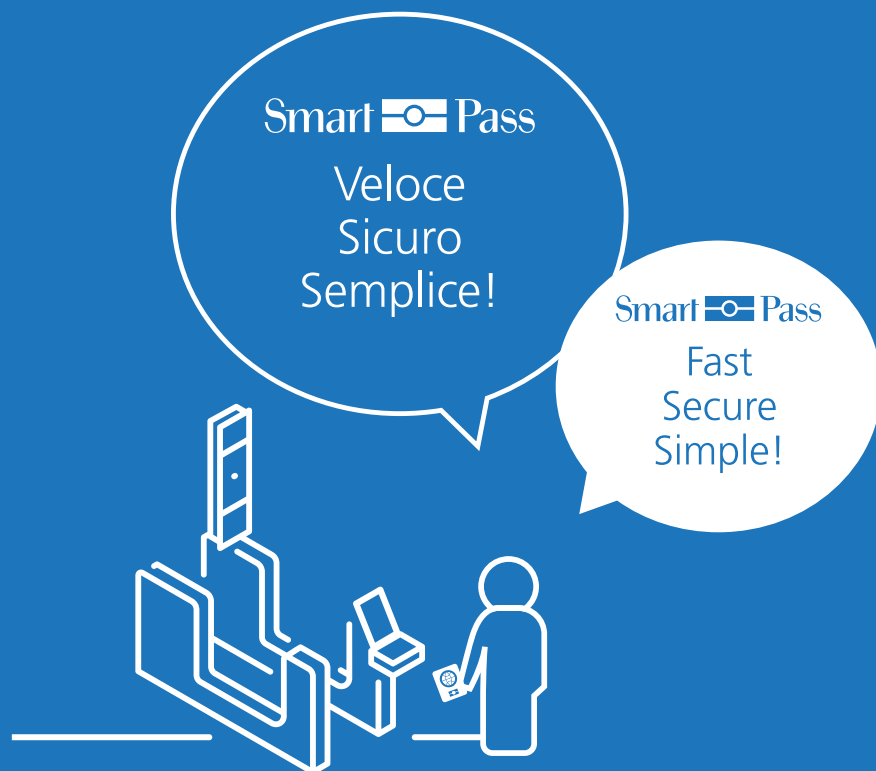 Smart Pass
Veloce
Sicuro
Semplice!
Smart Pass
Fast
Secure
Simple!